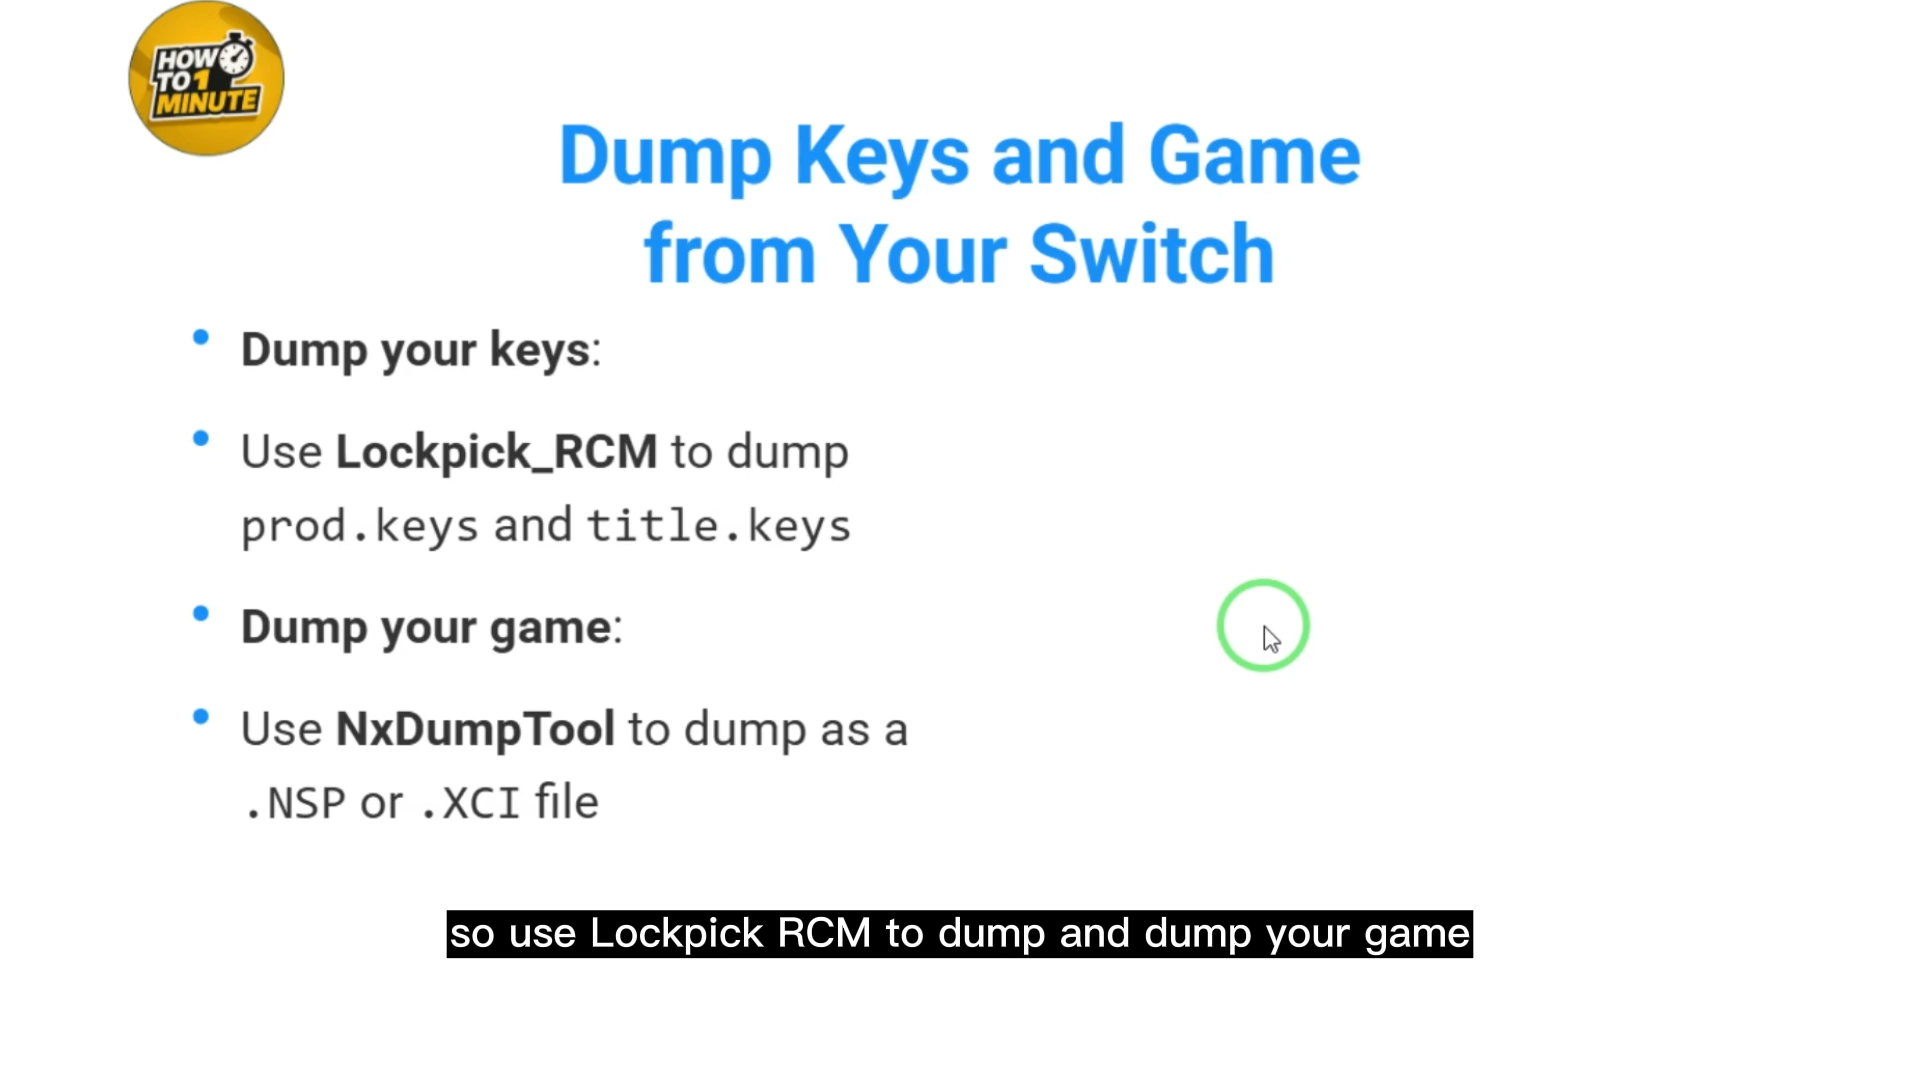 HOW
TO 1
MINUTE
Dump Keys and Game
from Your Switch
Dump your keys:
Use Lockpick_RCM to dump
prod.keys and title.keys
Dump your game:
Use NxDumpTool to dump as a
.NSP or .XCI file
so use Lockpick RCM to dump and dump your game